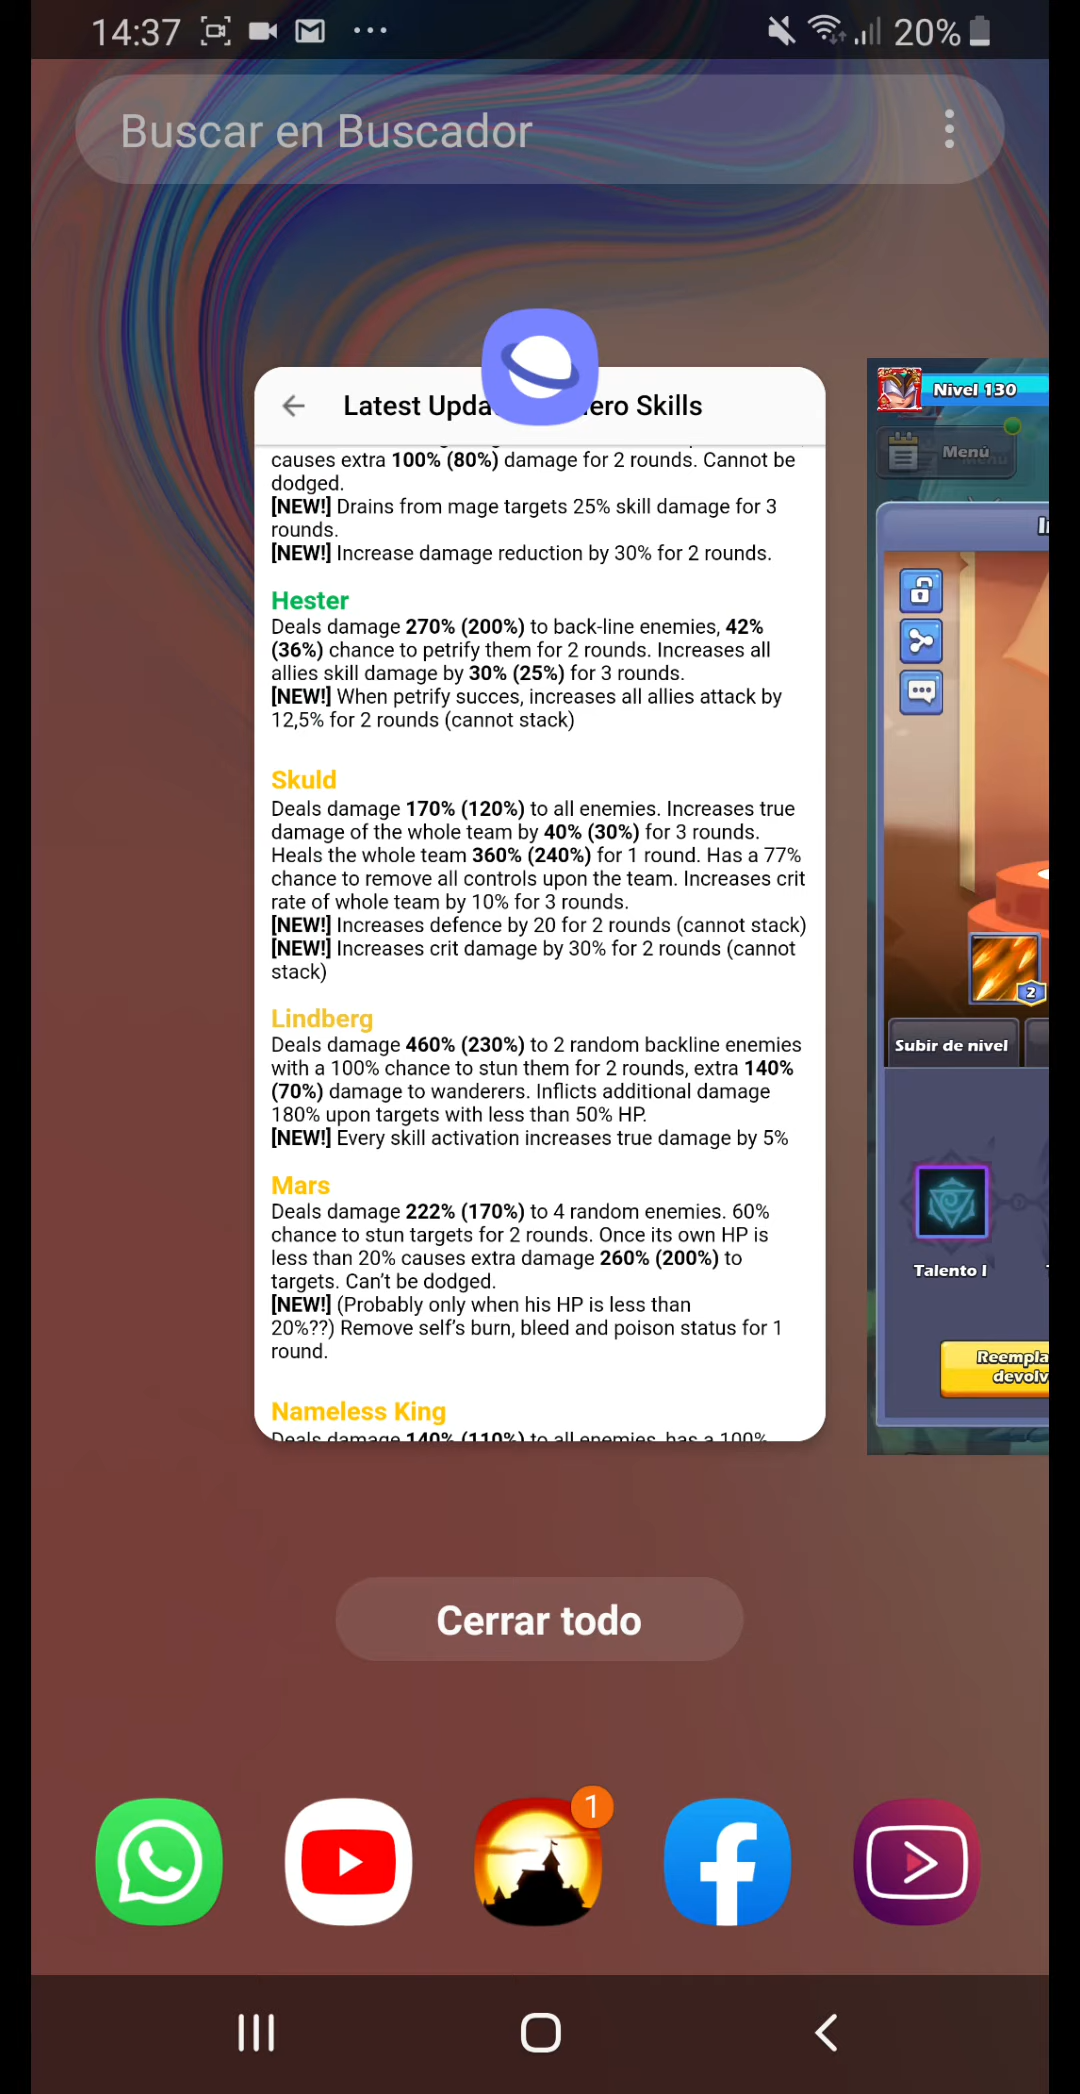 14:37
20%
Buscar en Buscador
Latest Upda ero Skills
causes extra 100% (80%) damage for 2 rounds. Cannot be
dodged.
[NEW!] Drains from mage targets 25% skill damage for 3
rounds.
[NEW!] Increase damage reduction by 30% for 2 rounds.
Hester
Deals damage 270% (200%) to back-line enemies, 42%
(36%) chance to petrify them for 2 rounds. Increases all
allies skill damage by 30% (25%) for 3 rounds.
[NEW!] When petrify succes, increases all allies attack by
12,5% for 2 rounds (cannot stack)
Skuld
Deals damage 170% (120%) to all enemies. Increases true
damage of the whole team by 40% (30%) for 3 rounds.
Heals the whole team 360% (240%) for 1 round. Has a 77%
chance to remove all controls upon the team. Increases crit
rate of whole team by 10% for 3 rounds.
[NEW!] Increases defence by 20 for 2 rounds (cannot stack)
[NEW!] Increases crit damage by 30% for 2 rounds (cannot
stack)
Lindberg
Deals damage 460% (230%) to 2 random backline enemies
with a 100% chance to stun them for 2 rounds, extra 140%
(70%) damage to wanderers. Inflicts additional damage
180% upon targets with less than 50% HP.
[NEW!] Every skill activation increases true damage by 5%
Mars
Deals damage 222% (170%) to 4 random enemies. 60%
chance to stun targets for 2 rounds. Once its own HP is
less than 20% causes extra damage 260% (200%) to
targets. Can't be dodged.
[NEW!] (Probably only when his HP is less than
20%??) Remove self's burn, bleed and poison status for 1
round.
Nameless King
Deals damage 140% (110%) to all enemies, has a 100%
Nivel 130
Menú
2
Subir de nivel
Talento I
Reempla
devolv
Cerrar todo
1